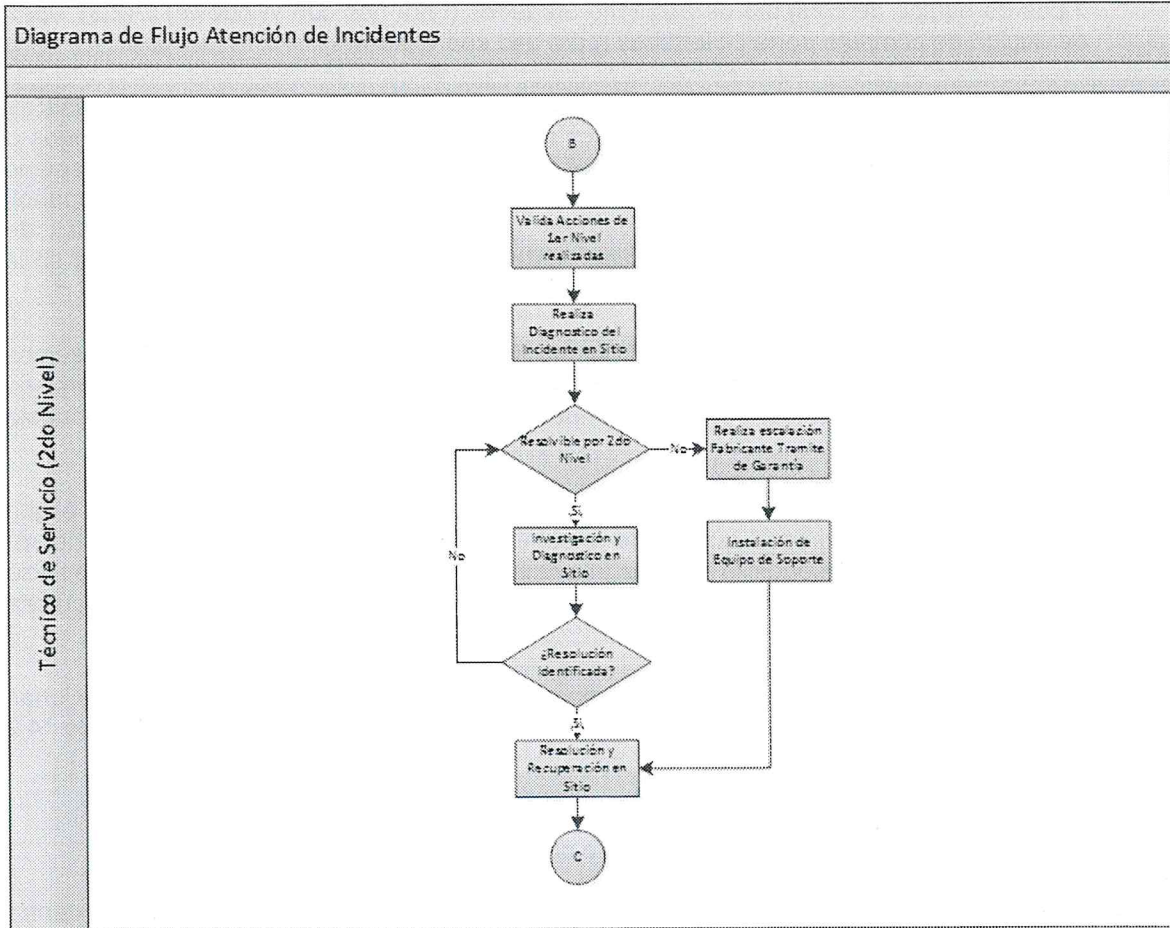 Diagrama de Flujo Atención de Incidentes
Técnico de Servicio (2do Nivel)
B
Valida Acciones de
1er Nivel
realizadas
Realiza
Diagnostico del
Incidente en Sitio
Resolvible por 2do
Nivel
No
Realiza escalación
Fabricante Tramite
de Garantía
Si
Investigación y
Diagnostico en
Sitio
Instalación de
Equipo de Soporte
No
¿Resolución
identificada?
Si
Resolución y
Recuperación en
Sitio
C